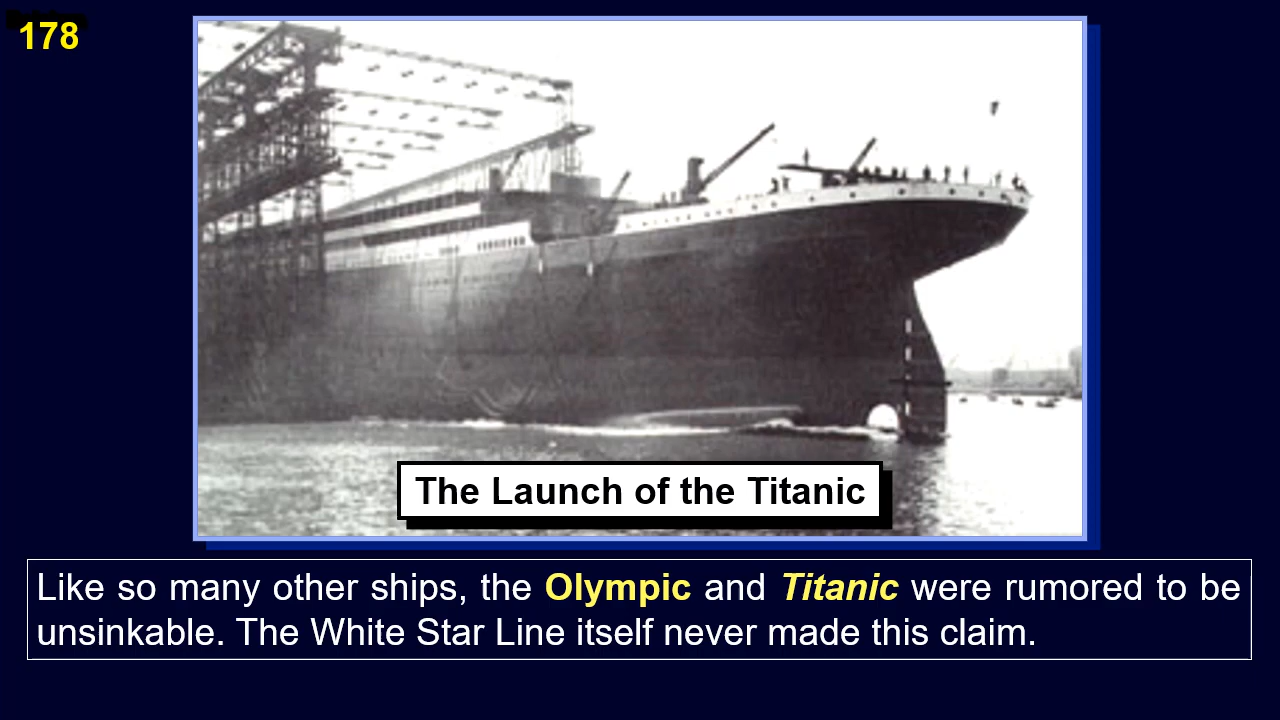 178
The Launch of the Titanic
Like so many other ships, the Olympic and Titanic were rumored to be
unsinkable. The White Star Line itself never made this claim.